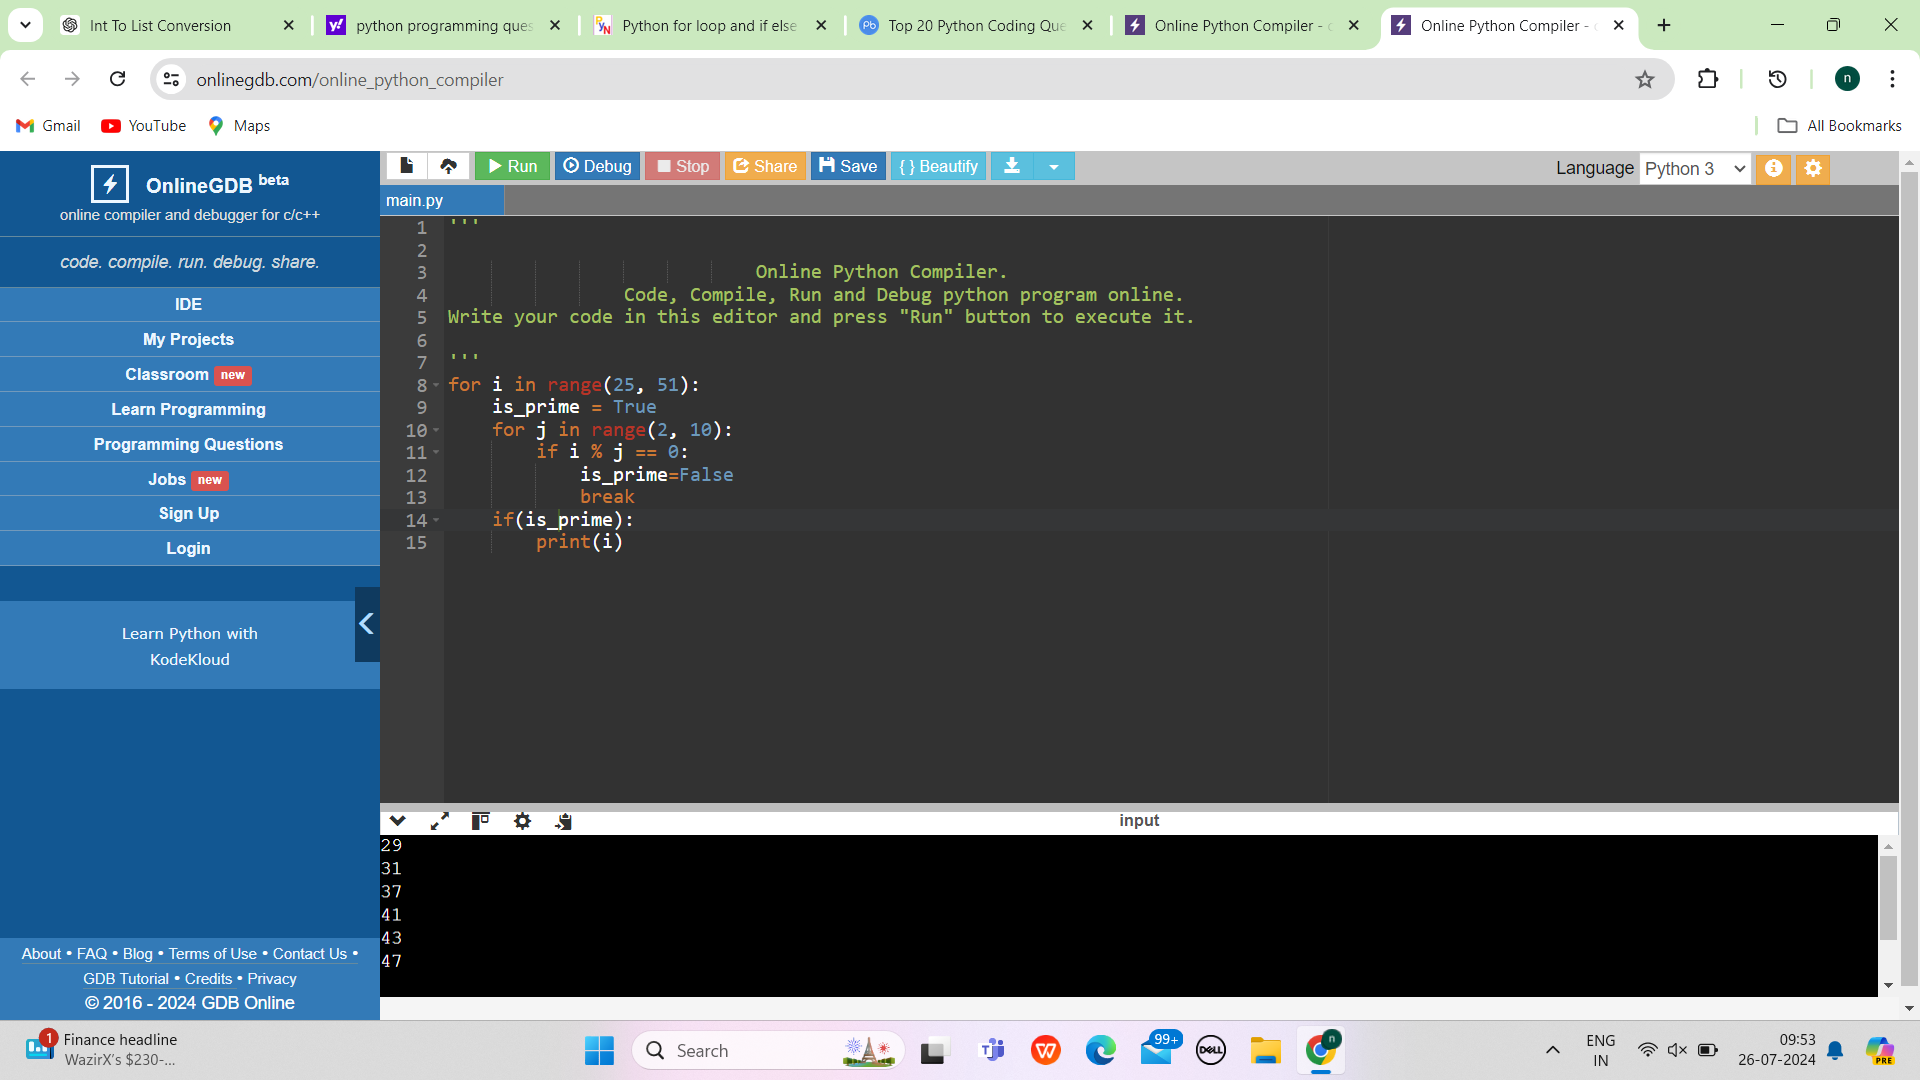 Int To List Conversion
python programming ques
Python for loop and if else
Top 20 Python Coding Que
Online Python Compiler - o
Online Python Compiler - o
onlinegdb.com/online_python_compiler
n
Gmail
YouTube
Maps
All Bookmarks
OnlineGDB beta
online compiler and debugger for c/c++
code. compile. run. debug. share.
IDE
My Projects
Classroom new
Learn Programming
Programming Questions
Jobs new
Sign Up
Login
Learn Python with
KodeKloud
About • FAQ • Blog • Terms of Use • Contact Us •
GDB Tutorial • Credits • Privacy
© 2016 - 2024 GDB Online
Run
Debug
Stop
Share
Save
{ } Beautify
Language Python 3
main.py
1 '''
2
3 Online Python Compiler.
4 Code, Compile, Run and Debug python program online.
5 Write your code in this editor and press "Run" button to execute it.
6
7 '''
8 for i in range(25, 51):
9     is_prime = True
10     for j in range(2, 10):
11         if i % j == 0:
12             is_prime=False
13             break
14     if(is_prime):
15         print(i)
input
29
31
37
41
43
47
1
Finance headline
WazirX's $230-...
Search
99+
DELL
n
ENG
IN
09:53
26-07-2024
PRE